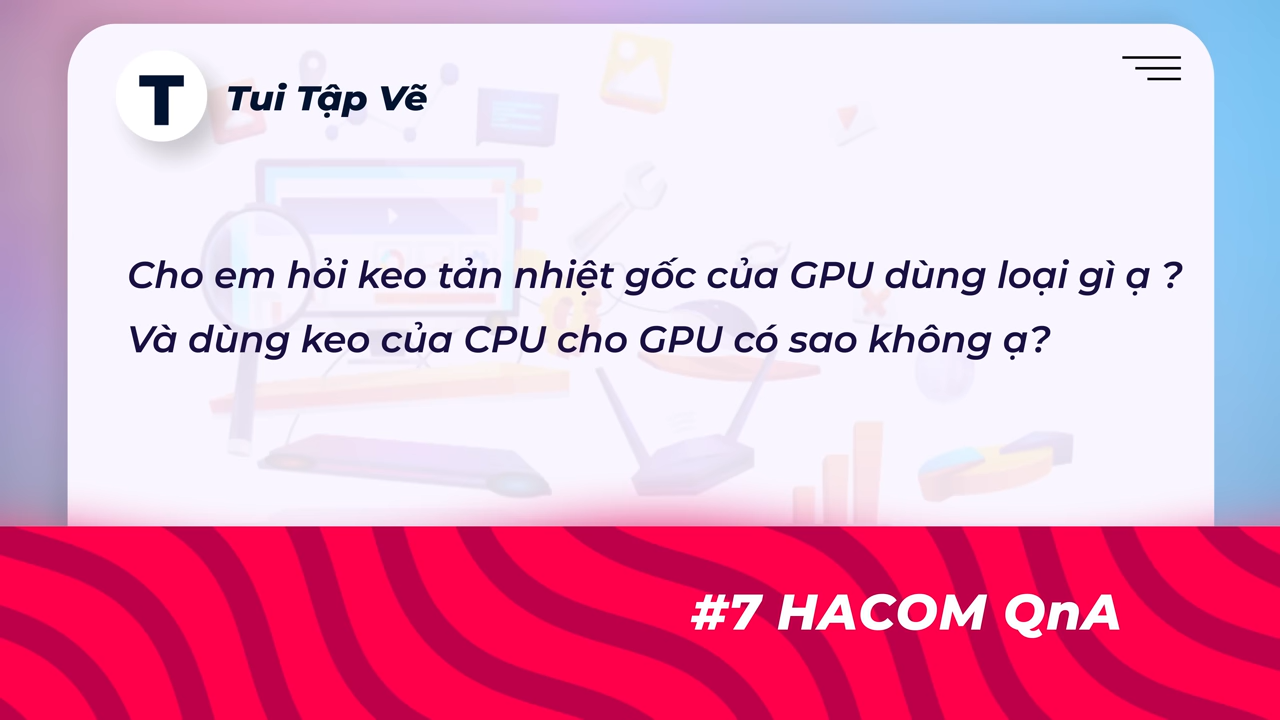 T
Tui Tập Vẽ
Cho em hỏi keo tản nhiệt gốc của GPU dùng loại gì ạ ?
Và dùng keo của CPU cho GPU có sao không ạ?
#7 HACOM QnA